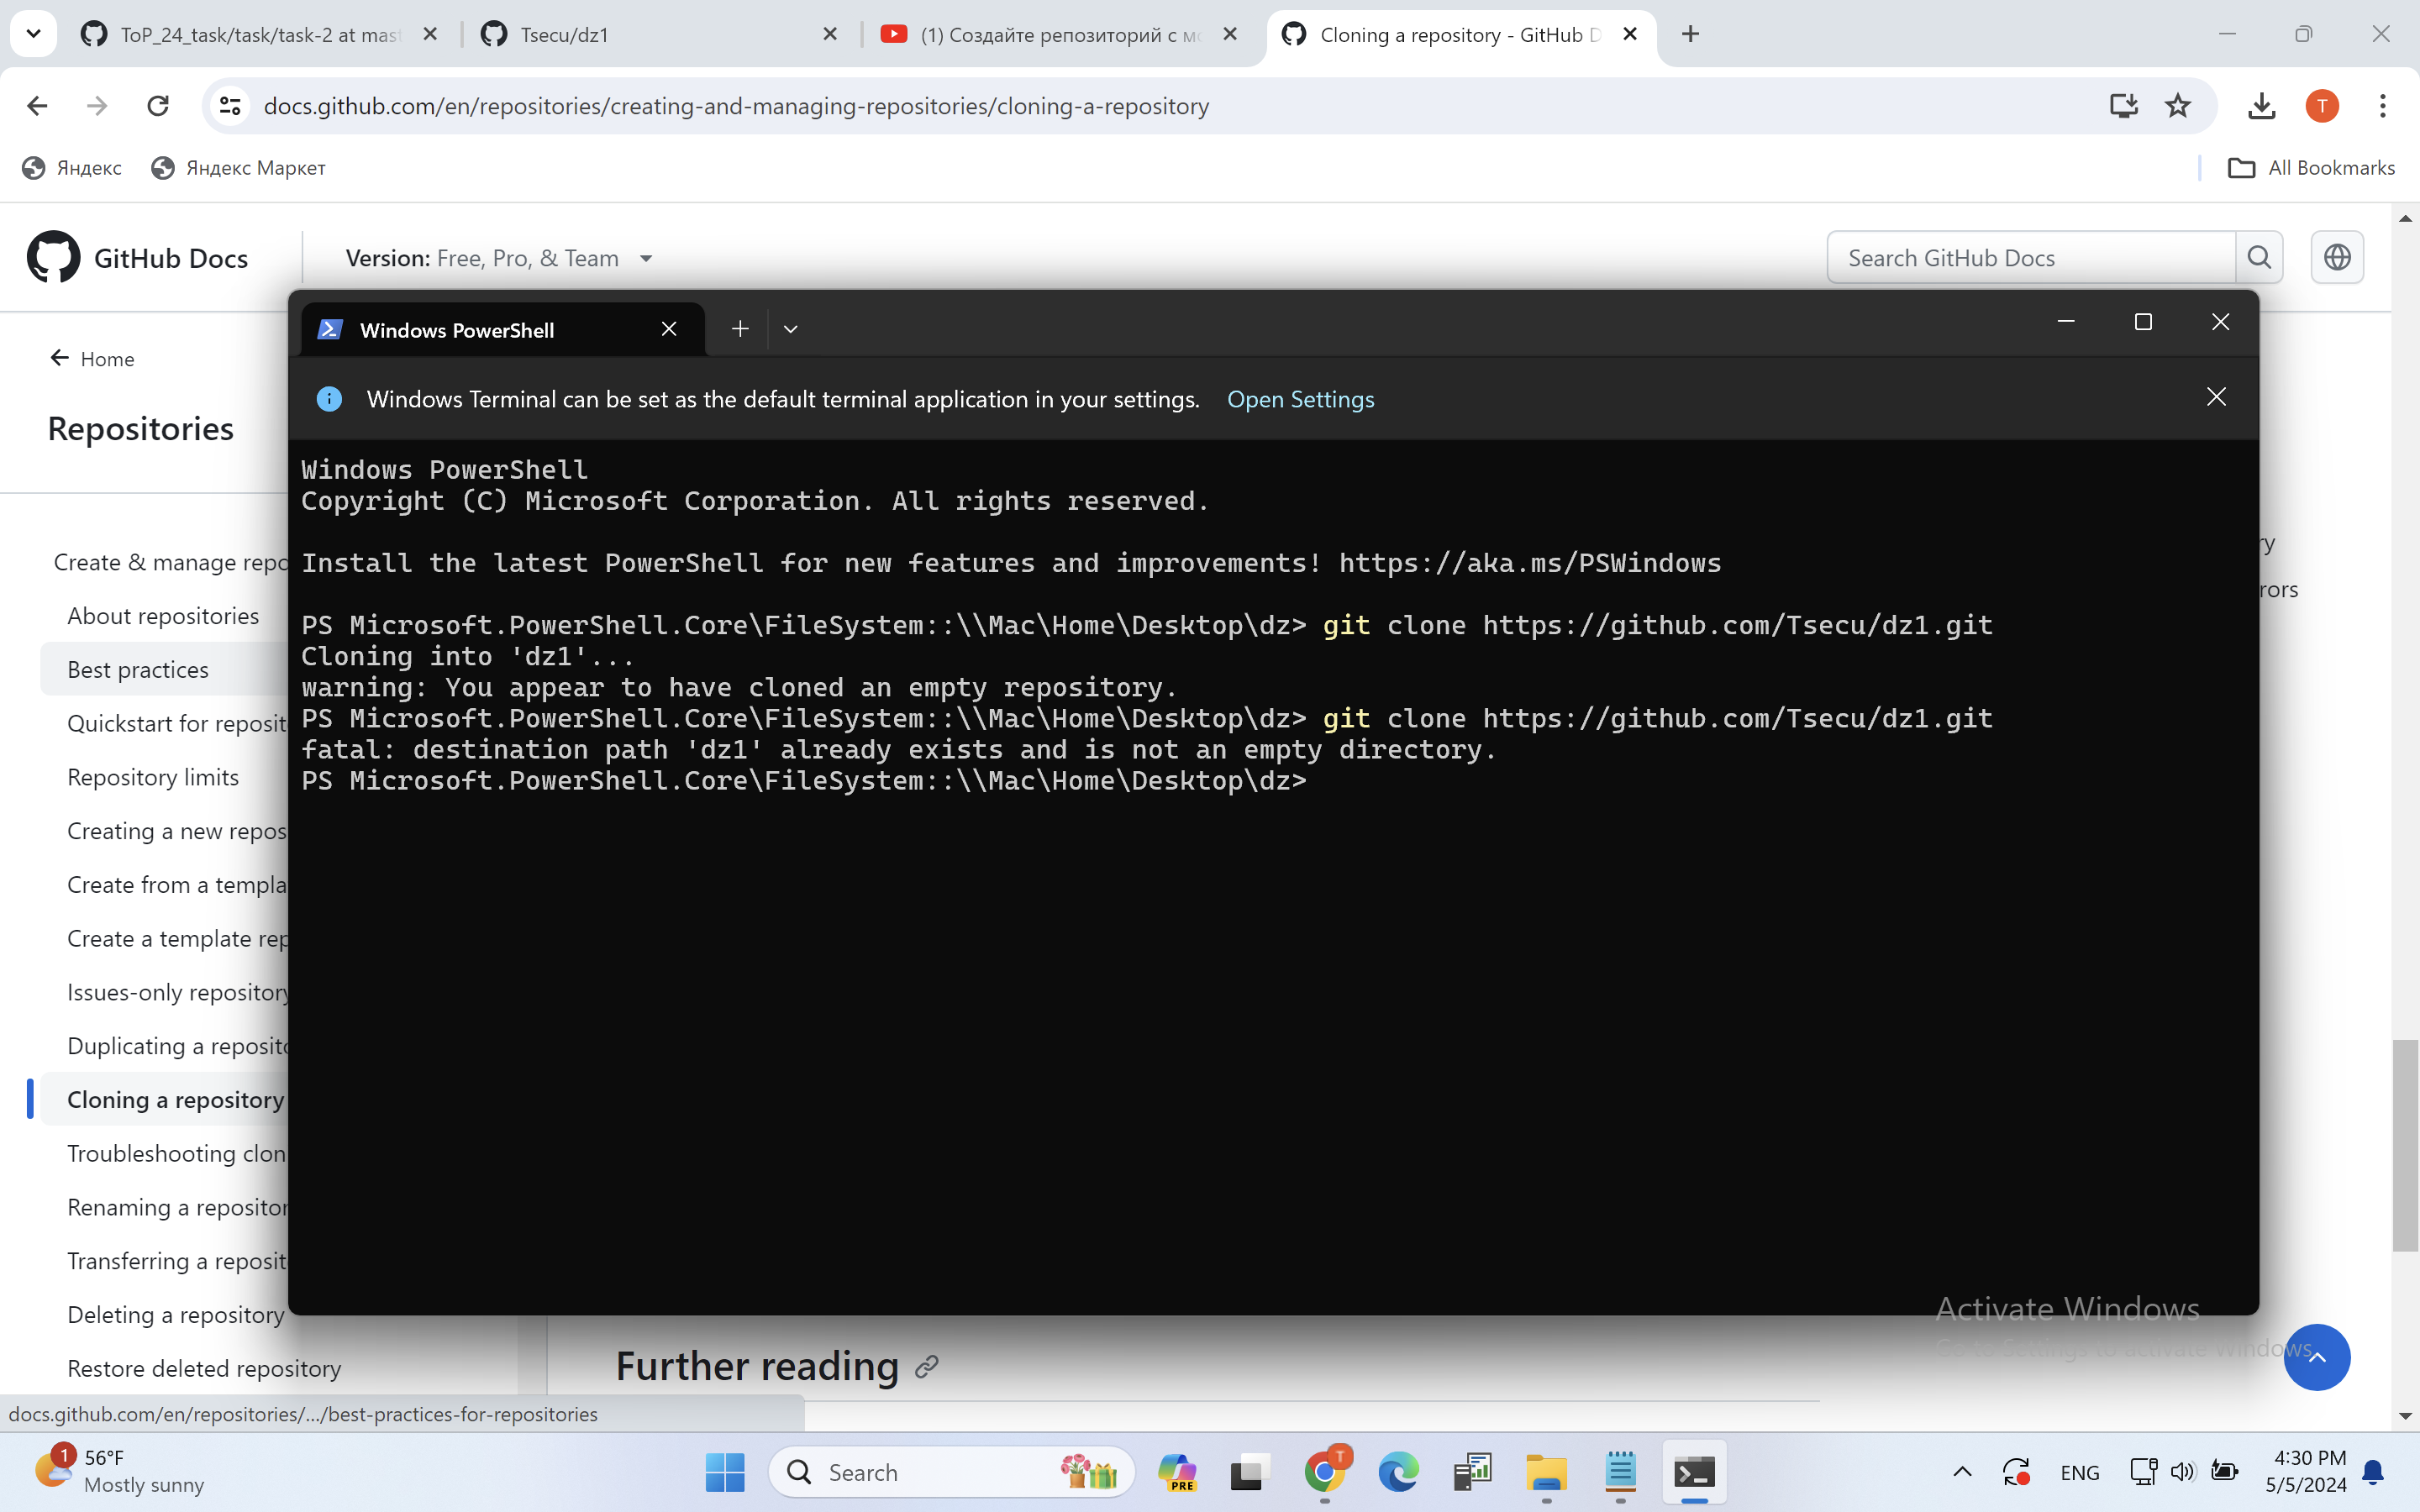 ToP_24_task/task/task-2 at mast
Tsecu/dz1
(1) Создайте репозиторий с мо
Cloning a repository - GitHub D
docs.github.com/en/repositories/creating-and-managing-repositories/cloning-a-repository
T
Яндекс
Яндекс Маркет
All Bookmarks
GitHub Docs
Version: Free, Pro, & Team
Search GitHub Docs
Home
Repositories
Create & manage repo
About repositories
Best practices
Quickstart for reposit
Repository limits
Creating a new repos
Create from a templa
Create a template rep
Issues-only repository
Duplicating a reposito
Cloning a repository
Troubleshooting clon
Renaming a repositor
Transferring a reposit
Deleting a repository
Restore deleted repository
ry
rors
Windows PowerShell
Windows Terminal can be set as the default terminal application in your settings. Open Settings
Windows PowerShell
Copyright (C) Microsoft Corporation. All rights reserved.
Install the latest PowerShell for new features and improvements! https://aka.ms/PSWindows
PS Microsoft.PowerShell.Core\FileSystem::\\Mac\Home\Desktop\dz> git clone https://github.com/Tsecu/dz1.git
Cloning into 'dz1'...
warning: You appear to have cloned an empty repository.
PS Microsoft.PowerShell.Core\FileSystem::\\Mac\Home\Desktop\dz> git clone https://github.com/Tsecu/dz1.git
fatal: destination path 'dz1' already exists and is not an empty directory.
PS Microsoft.PowerShell.Core\FileSystem::\\Mac\Home\Desktop\dz>
Activate Windows
Go to Settings to activate Windows.
Further reading
docs.github.com/en/repositories/.../best-practices-for-repositories
1
56°F
Mostly sunny
Search
PRE
T
ENG
4:30 PM
5/5/2024